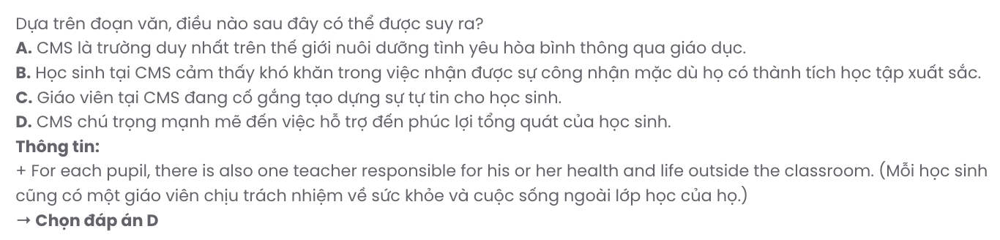 Dựa trên đoạn văn, điều nào sau đây có thể được suy ra?
A. CMS là trường duy nhất trên thế giới nuôi dưỡng tình yêu hòa bình thông qua giáo dục.
B. Học sinh tại CMS cảm thấy khó khăn trong việc nhận được sự công nhận mặc dù họ có thành tích học tập xuất sắc.
C. Giáo viên tại CMS đang cố gắng tạo dựng sự tự tin cho học sinh.
D. CMS chú trọng mạnh mẽ đến việc hỗ trợ đến phúc lợi tổng quát của học sinh.
Thông tin:
+ For each pupil, there is also one teacher responsible for his or her health and life outside the classroom. (Mỗi học sinh
cũng có một giáo viên chịu trách nhiệm về sức khỏe và cuộc sống ngoài lớp học của họ.)
→ Chọn đáp án D